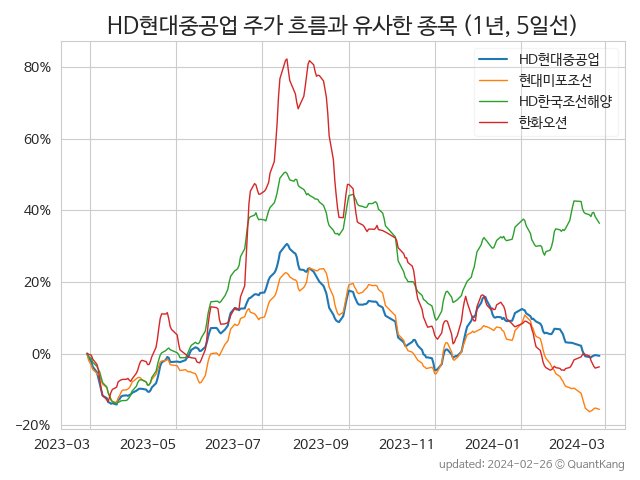 HD현대중공업 주가 흐름과 유사한 종목 (1년, 5일선)
HD현대중공업
현대미포조선
HD한국조선해양
한화오션
80%
60%
40%
20%
0%
−20%
2023-03
2023-05
2023-07
2023-09
2023-11
2024-01
2024-03
updated: 2024-02-26 © QuantKang